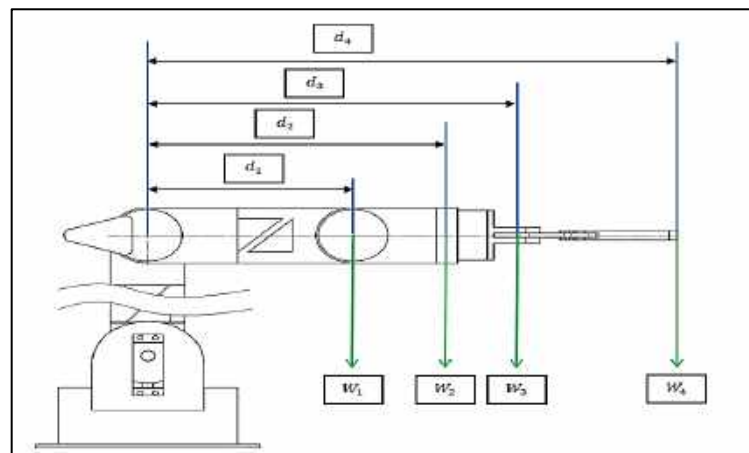 d₄
d₃
d₂
d₁
W₁ W₂ W₃ W₄